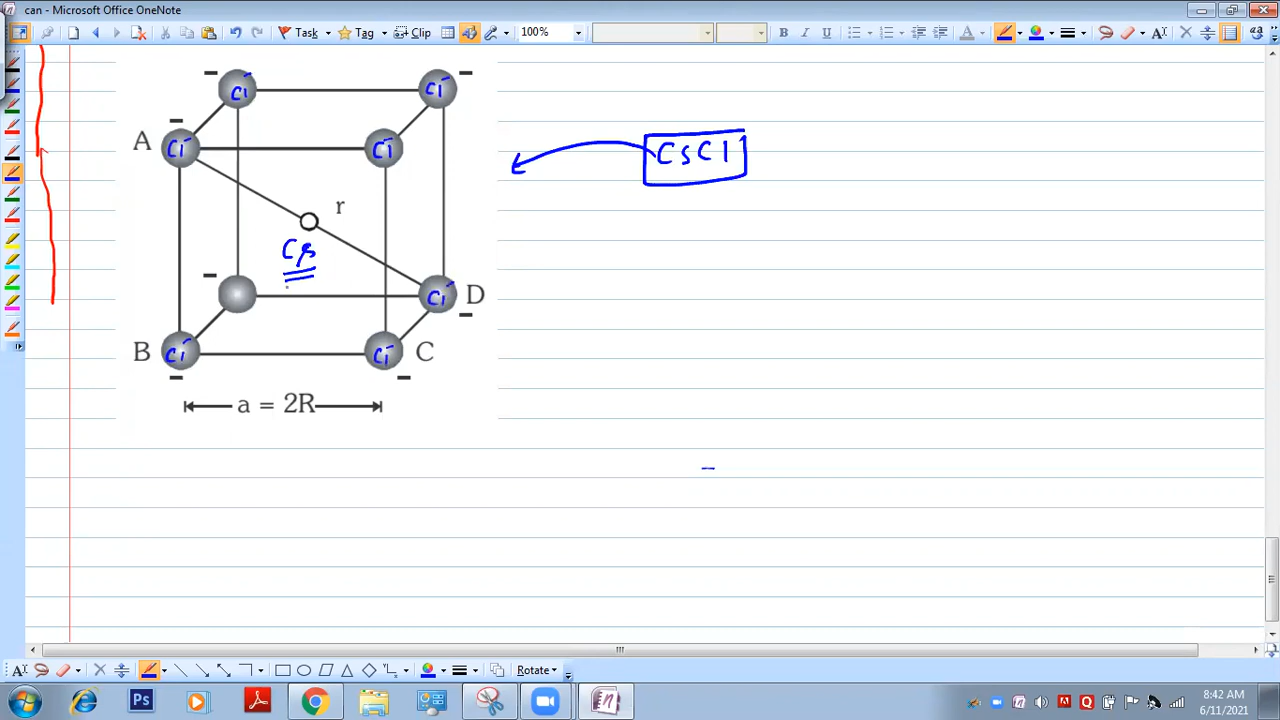 can - Microsoft Office OneNote
Task Tag Clip 100% B I U A
Cl⁻ Cl⁻
A Cl⁻ Cl⁻
CsCl
r
Cs
Cl⁻ D
B Cl⁻ Cl⁻ C
a = 2R
Rotate
Ps
8:42 AM
6/11/2021